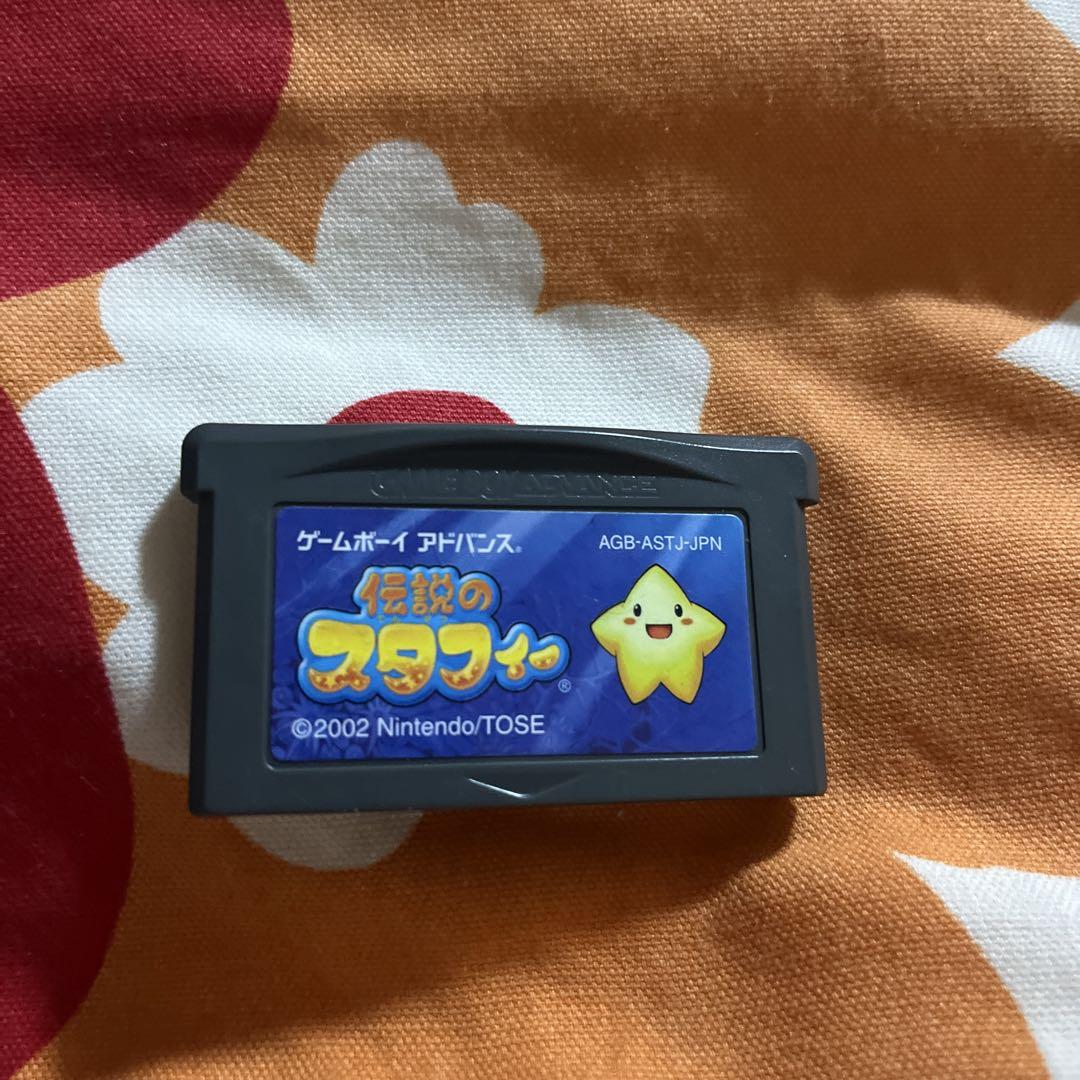 GAME BOY ADVANCE
ゲームボーイ アドバンス® AGB-ASTJ-JPN
伝説の
スタフィー®
©2002 Nintendo/TOSE